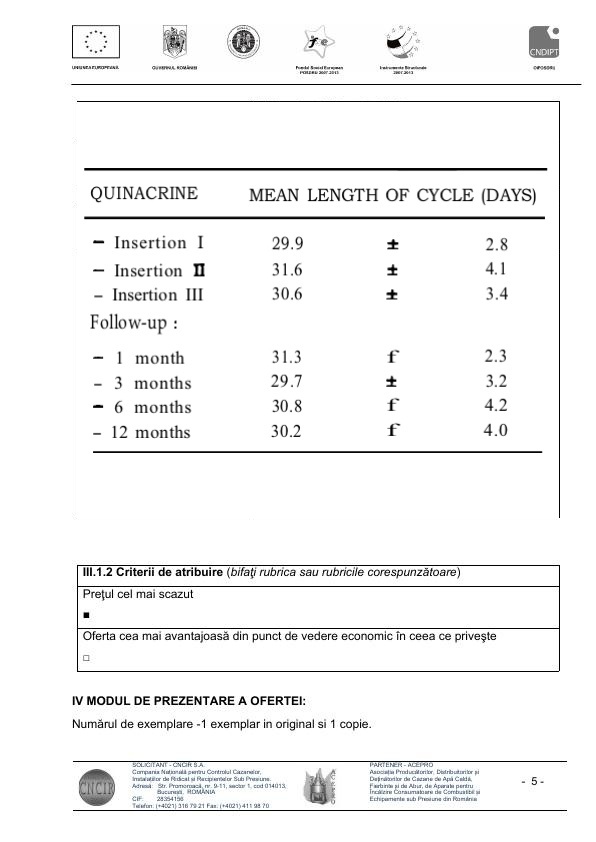 UNIUNEA EUROPEANĂ
GUVERNUL ROMÂNIEI
Fondul Social European
POSDRU 2007-2013
Instrumente Structurale
2007-2013
CNDIPT
OIPOSDRU
QUINACRINE MEAN LENGTH OF CYCLE (DAYS)
– Insertion I 29.9 ± 2.8
– Insertion II 31.6 ± 4.1
– Insertion III 30.6 ± 3.4
Follow-up :
– 1 month 31.3 f 2.3
– 3 months 29.7 ± 3.2
– 6 months 30.8 f 4.2
– 12 months 30.2 f 4.0
III.1.2 Criterii de atribuire (bifaţi rubrica sau rubricile corespunzătoare)
Preţul cel mai scazut
■
Oferta cea mai avantajoasă din punct de vedere economic în ceea ce priveşte
□
IV MODUL DE PREZENTARE A OFERTEI:
Numărul de exemplare -1 exemplar in original si 1 copie.
CNCIR
SOLICITANT - CNCIR S.A.
Compania Naţională pentru Controlul Cazanelor,
Instalaţiilor de Ridicat şi Recipientelor Sub Presiune.
Adresă: Str. Promoroacă, nr. 9-11, sector 1, cod 014013,
Bucureşti, ROMÂNIA
CIF: 28354156
Telefon: (+4021) 316 79 21 Fax: (+4021) 411 98 70
PARTENER - ACEPRO
Asociaţia Producătorilor, Distribuitorilor şi
Deţinătorilor de Cazane de Apă Caldă,
Fierbinte şi de Abur, de Aparate pentru
Încălzire Consumatoare de Combustibil şi
Echipamente sub Presiune din România
- 5 -